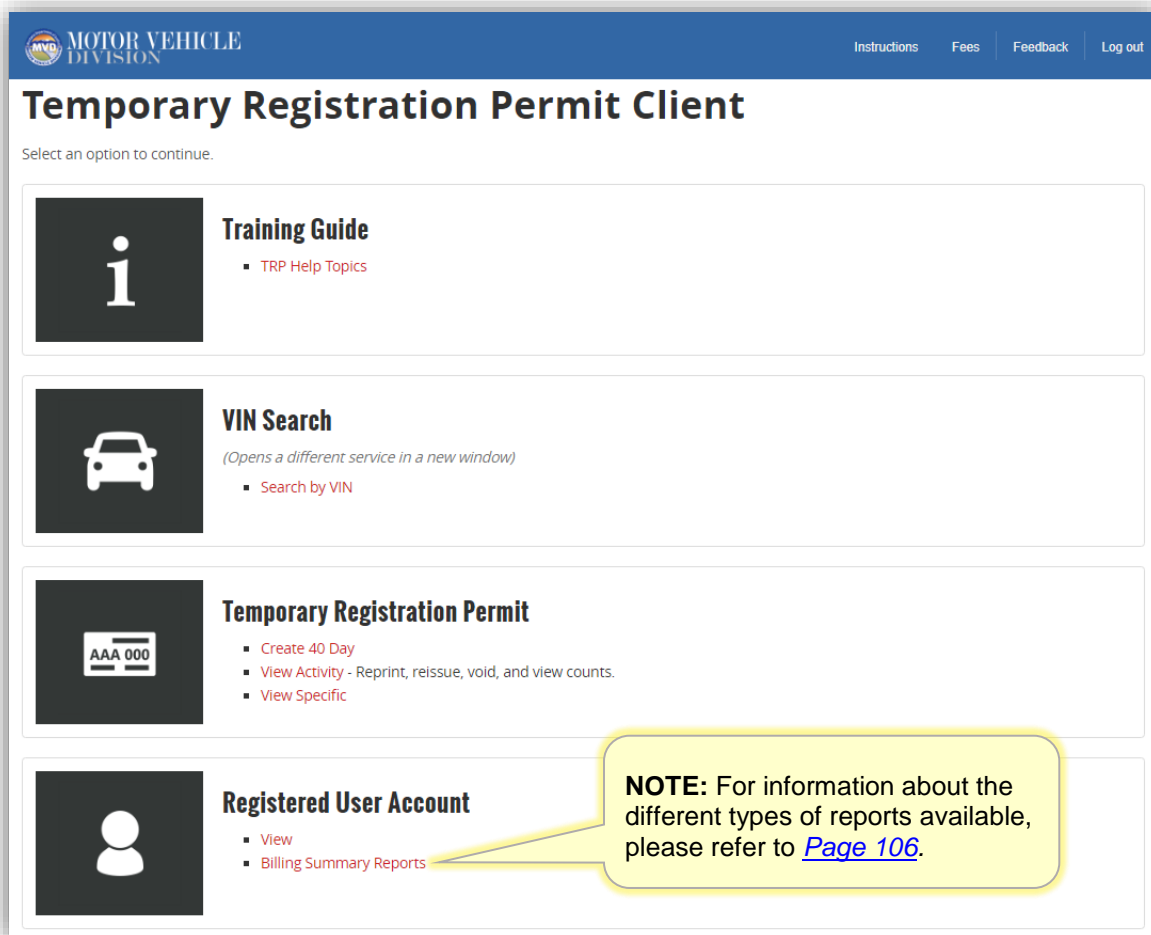 MVD
MOTOR VEHICLE
DIVISION
Instructions Fees Feedback Log out
Temporary Registration Permit Client
Select an option to continue.
Training Guide
TRP Help Topics
VIN Search
(Opens a different service in a new window)
Search by VIN
AAA 000
Temporary Registration Permit
Create 40 Day
View Activity - Reprint, reissue, void, and view counts.
View Specific
Registered User Account
View
Billing Summary Reports
NOTE: For information about the
different types of reports available,
please refer to Page 106.